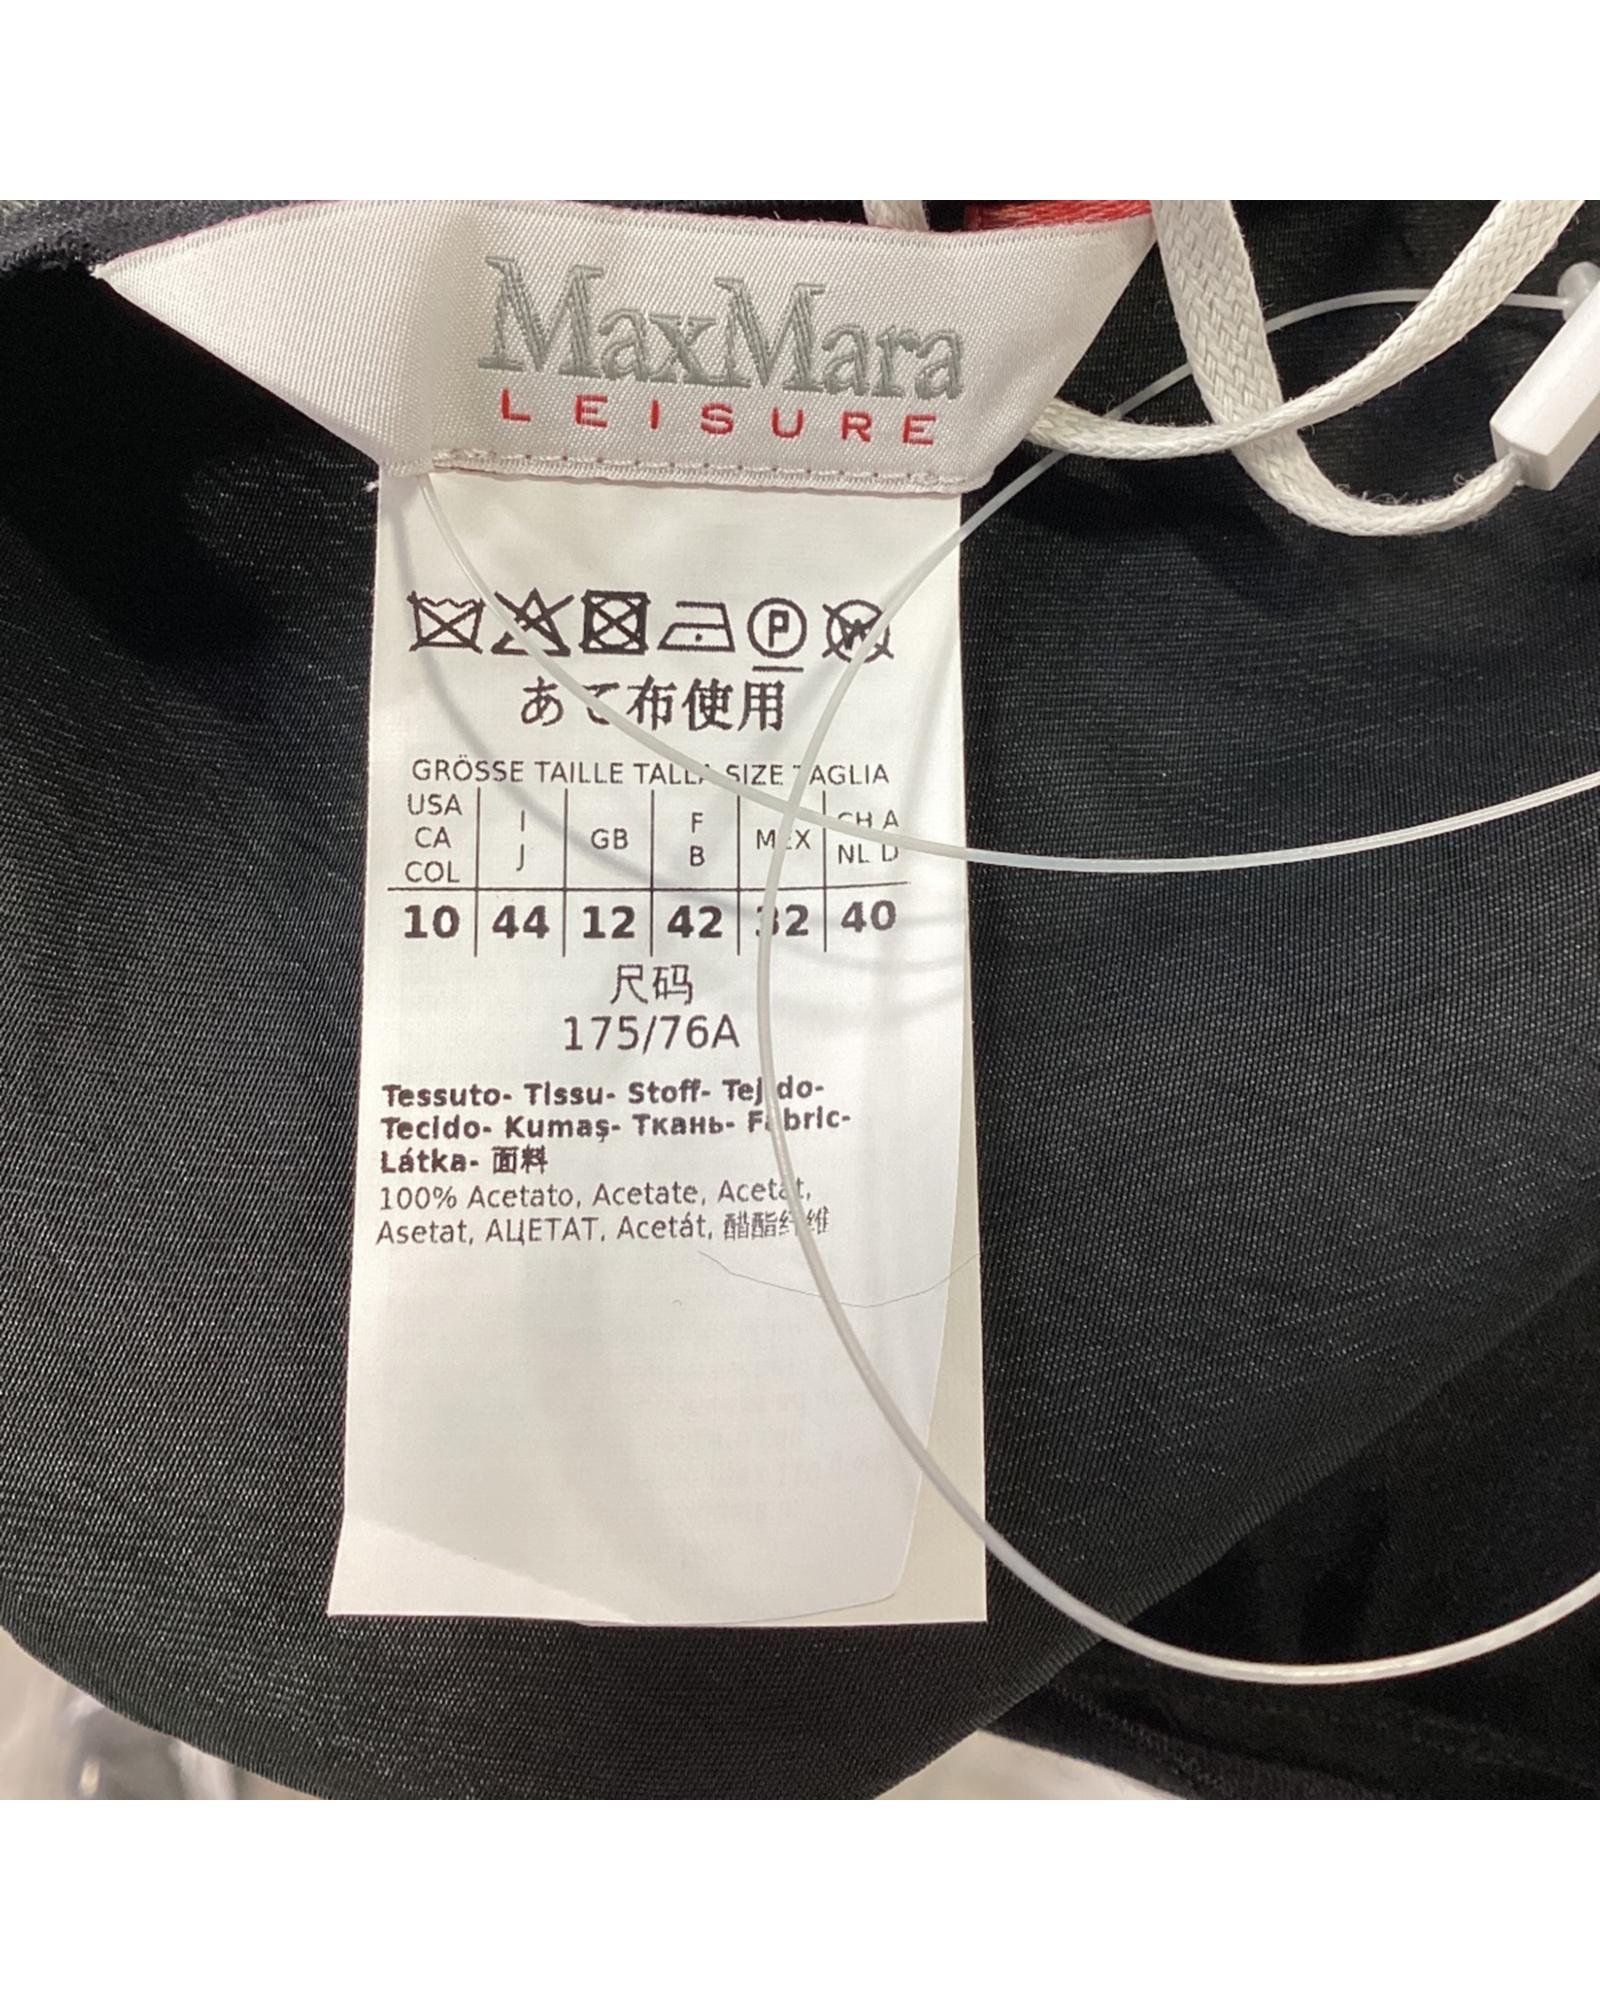 MaxMara
LEISURE
P W
あて布使用
GRÖSSE TAILLE TALLA SIZE TAGLIA
USA CA COL I J GB F B MEX CH A NL D
10 44 12 42 32 40
尺码
175/76A
Tessuto- Tissu- Stoff- Tejido-
Tecido- Kumaş- Ткань- Fabric-
Látka- 面料
100% Acetato, Acetate, Acetat,
Asetat, АЦЕТАТ, Acetát, 醋酯纤维